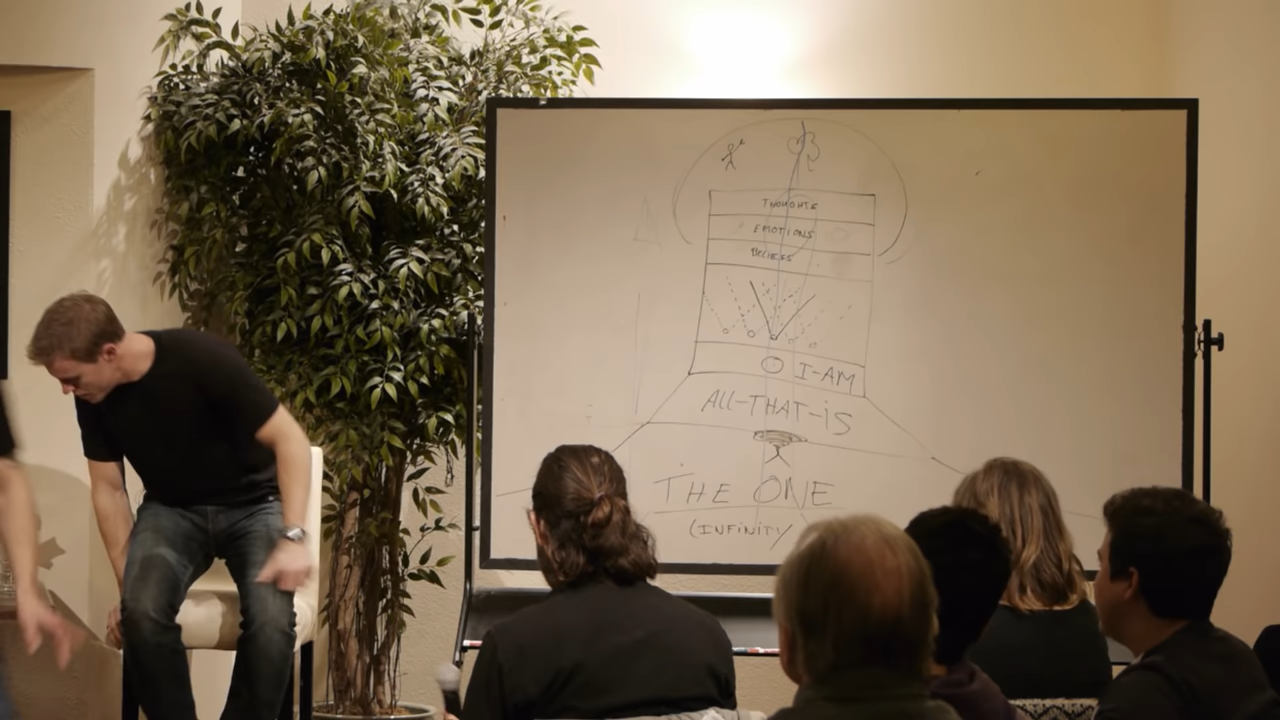 THOUGHTS
EMOTIONS
BELIEFS
I-AM
ALL-THAT-iS
THE ONE
(INFINITY